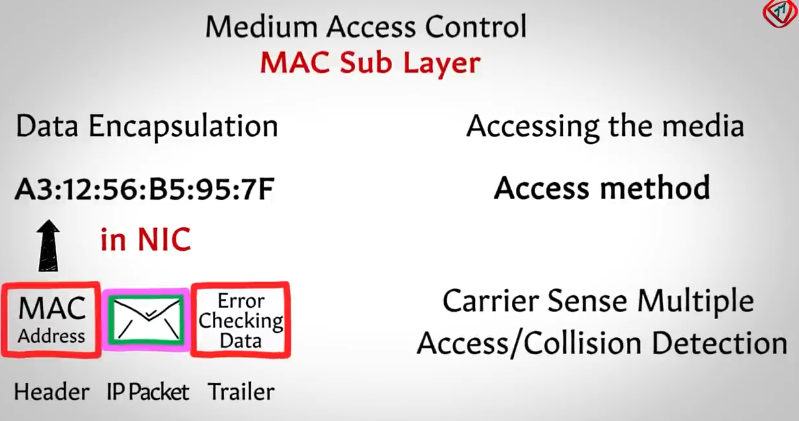 Medium Access Control
MAC Sub Layer
Data Encapsulation
A3:12:56:B5:95:7F
in NIC
MAC
Address
Error
Checking
Data
Header
IP Packet
Trailer
Accessing the media
Access method
Carrier Sense Multiple
Access/Collision Detection